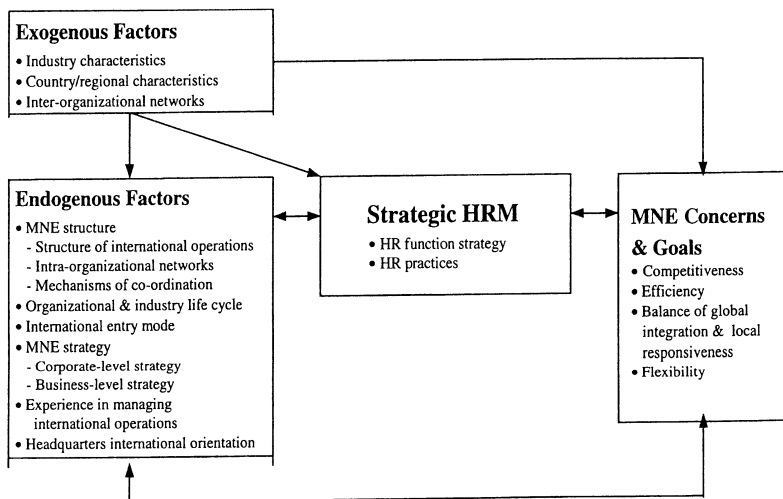 Exogenous Factors
• Industry characteristics
• Country/regional characteristics
• Inter-organizational networks
Endogenous Factors
• MNE structure
- Structure of international operations
- Intra-organizational networks
- Mechanisms of co-ordination
• Organizational & industry life cycle
• International entry mode
• MNE strategy
- Corporate-level strategy
- Business-level strategy
• Experience in managing
international operations
• Headquarters international orientation
Strategic HRM
• HR function strategy
• HR practices
MNE Concerns
& Goals
• Competitiveness
• Efficiency
• Balance of global
integration & local
responsiveness
• Flexibility